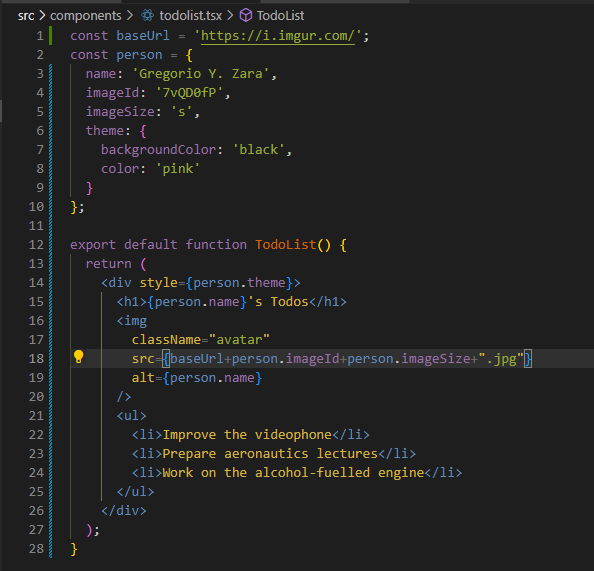 src > components > todolist.tsx > TodoList
1 const baseUrl = 'https://i.imgur.com/';
2 const person = {
3   name: 'Gregorio Y. Zara',
4   imageId: '7vQD0fP',
5   imageSize: 's',
6   theme: {
7     backgroundColor: 'black',
8     color: 'pink'
9   }
10 };
11
12 export default function TodoList() {
13   return (
14     <div style={person.theme}>
15       <h1>{person.name}'s Todos</h1>
16       <img
17         className="avatar"
18         src={baseUrl+person.imageId+person.imageSize+".jpg"}
19         alt={person.name}
20       />
21       <ul>
22         <li>Improve the videophone</li>
23         <li>Prepare aeronautics lectures</li>
24         <li>Work on the alcohol-fuelled engine</li>
25       </ul>
26     </div>
27   );
28 }